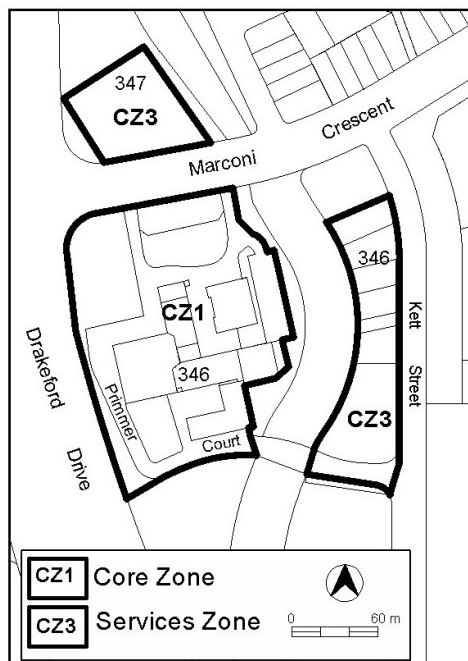 347
CZ3
Crescent
Marconi
346
CZ1
Kett
Street
346
Drakeford
Drive
Primmer
Court
CZ3
CZ1 Core Zone
CZ3 Services Zone
0 60 m